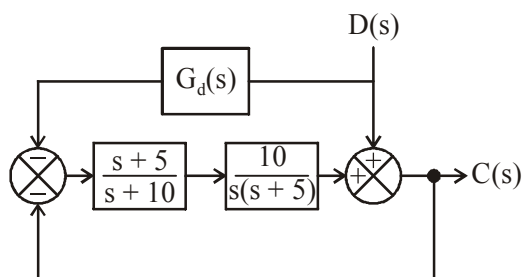 D(s)
G_d(s)
−
−
s + 5
s + 10
10
s(s + 5)
+
+
C(s)